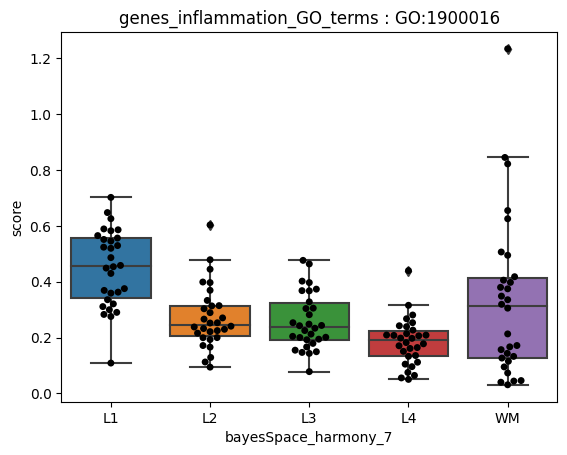 genes_inflammation_GO_terms : GO:1900016
1.2
1.0
0.8
0.6
0.4
0.2
0.0
score
L1 L2 L3 L4 WM
bayesSpace_harmony_7